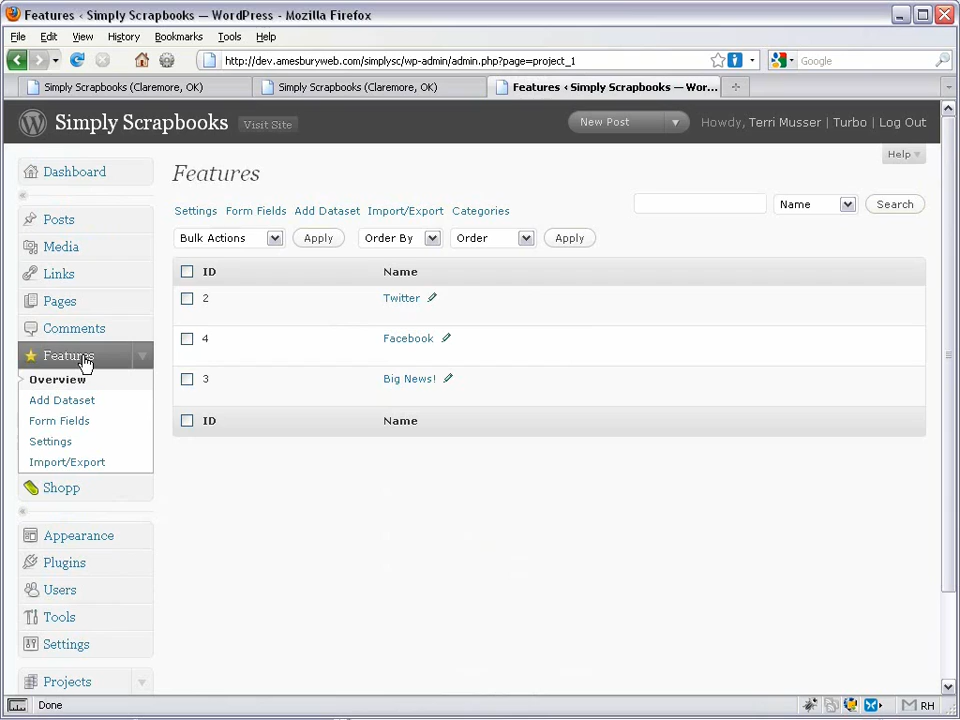 Features ‹ Simply Scrapbooks — WordPress - Mozilla Firefox
File Edit View History Bookmarks Tools Help
http://dev.amesburyweb.com/simplysc/wp-admin/admin.php?page=project_1
Google
Simply Scrapbooks (Claremore, OK)
Simply Scrapbooks (Claremore, OK)
Features ‹ Simply Scrapbooks — Wor...
Simply Scrapbooks
Visit Site
New Post
Howdy, Terri Musser | Turbo | Log Out
Help
Dashboard
Posts
Media
Links
Pages
Comments
Features
Overview
Add Dataset
Form Fields
Settings
Import/Export
Shopp
Appearance
Plugins
Users
Tools
Settings
Projects
Features
Settings Form Fields Add Dataset Import/Export Categories
Name
Search
Bulk Actions
Apply
Order By
Order
Apply
ID Name
2 Twitter
4 Facebook
3 Big News!
ID Name
Done
RH